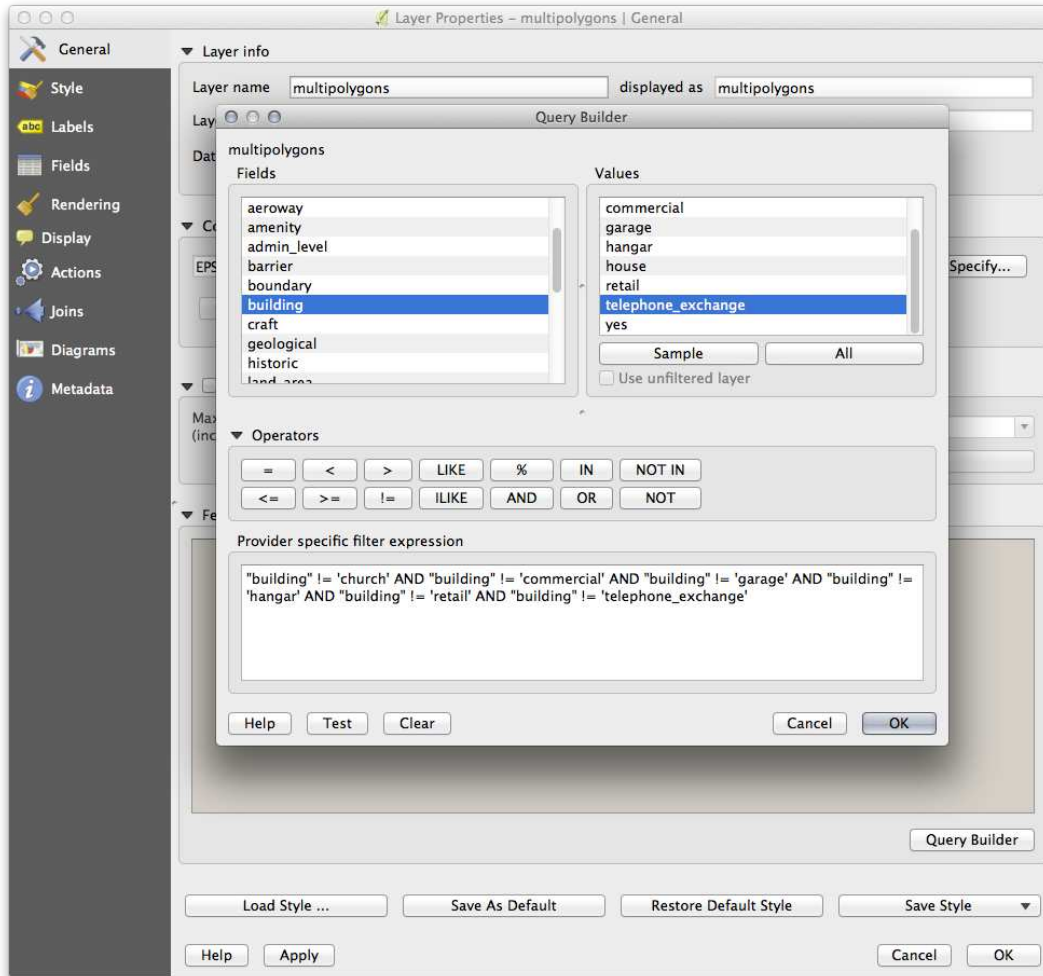 Layer Properties – multipolygons | General
General
Style
abc Labels
Fields
Rendering
Display
Actions
Joins
Diagrams
Metadata
Layer info
Layer name multipolygons displayed as multipolygons
Query Builder
multipolygons
Fields
aeroway
amenity
admin_level
barrier
boundary
building
craft
geological
historic
land_area
Values
commercial
garage
hangar
house
retail
telephone_exchange
yes
Sample All
Use unfiltered layer
Specify...
Operators
= < > LIKE % IN NOT IN
<= >= != ILIKE AND OR NOT
Provider specific filter expression
"building" != 'church' AND "building" != 'commercial' AND "building" != 'garage' AND "building" !=
'hangar' AND "building" != 'retail' AND "building" != 'telephone_exchange'
Help Test Clear Cancel OK
Query Builder
Load Style ... Save As Default Restore Default Style Save Style
Help Apply Cancel OK